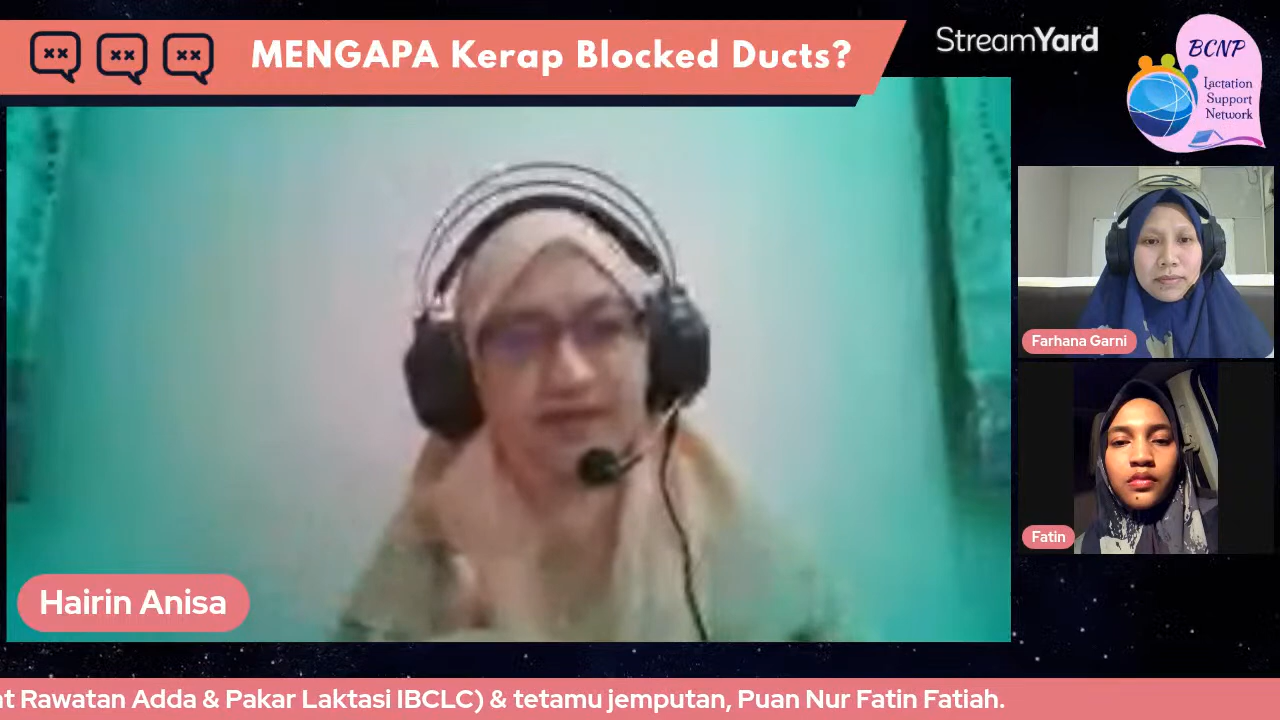 MENGAPA Kerap Blocked Ducts?
StreamYard
BCNP
Lactation
Support
Network
Farhana Garni
Fatin
Hairin Anisa
at Rawatan Adda & Pakar Laktasi IBCLC) & tetamu jemputan, Puan Nur Fatin Fatiah.